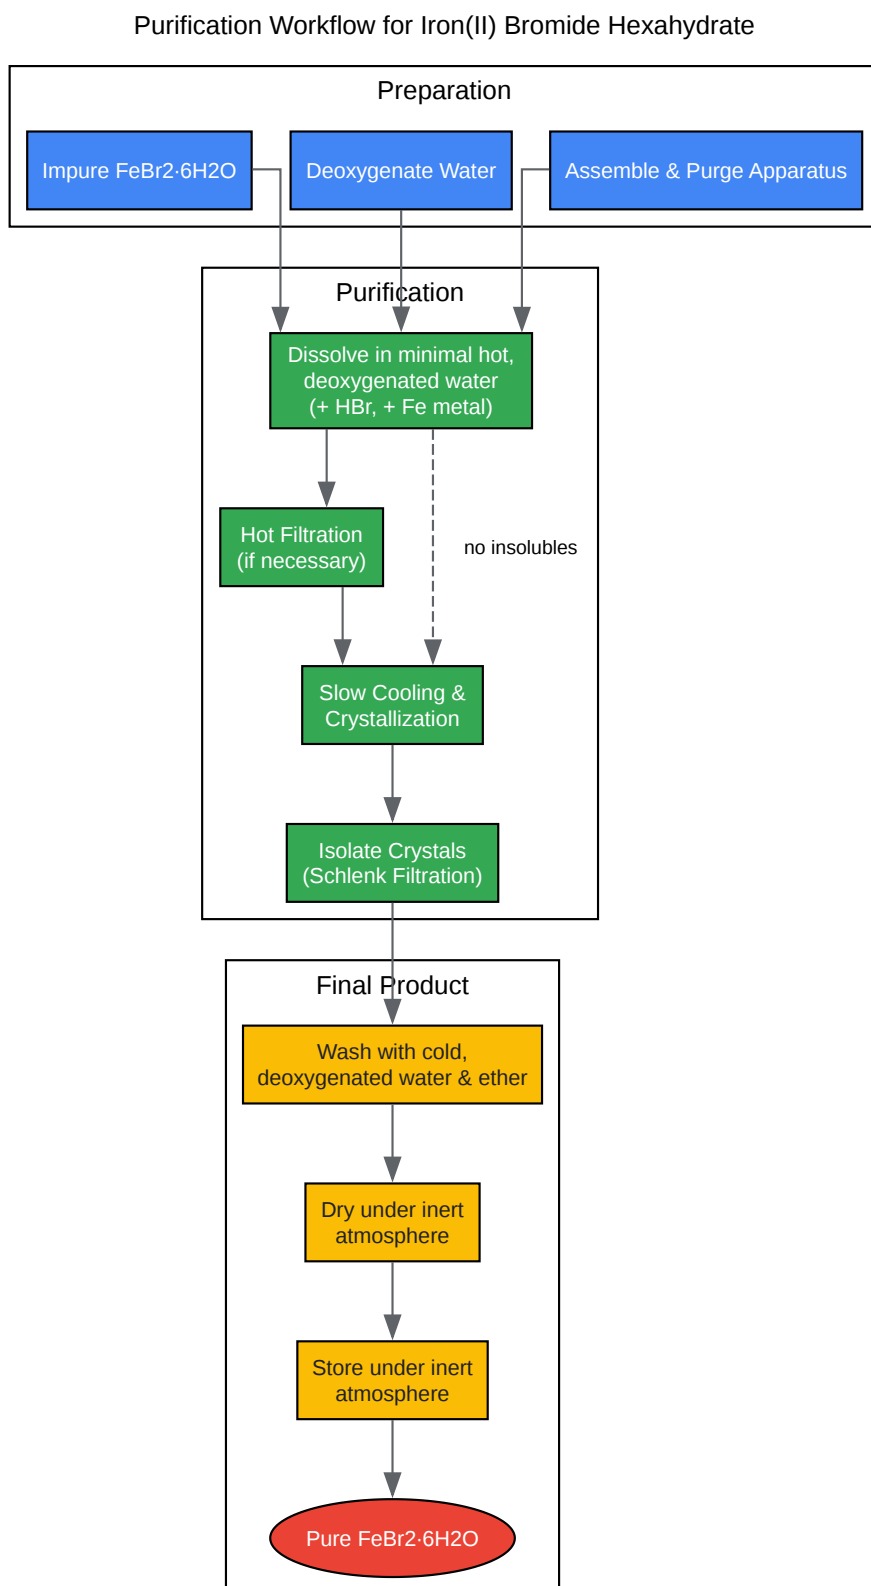 Purification Workflow for Iron(II) Bromide Hexahydrate
Preparation
Impure FeBr2·6H2O
Deoxygenate Water
Assemble & Purge Apparatus
Purification
Dissolve in minimal hot,
deoxygenated water
(+ HBr, + Fe metal)
Hot Filtration
(if necessary)
no insolubles
Slow Cooling &
Crystallization
Isolate Crystals
(Schlenk Filtration)
Final Product
Wash with cold,
deoxygenated water & ether
Dry under inert
atmosphere
Store under inert
atmosphere
Pure FeBr2·6H2O